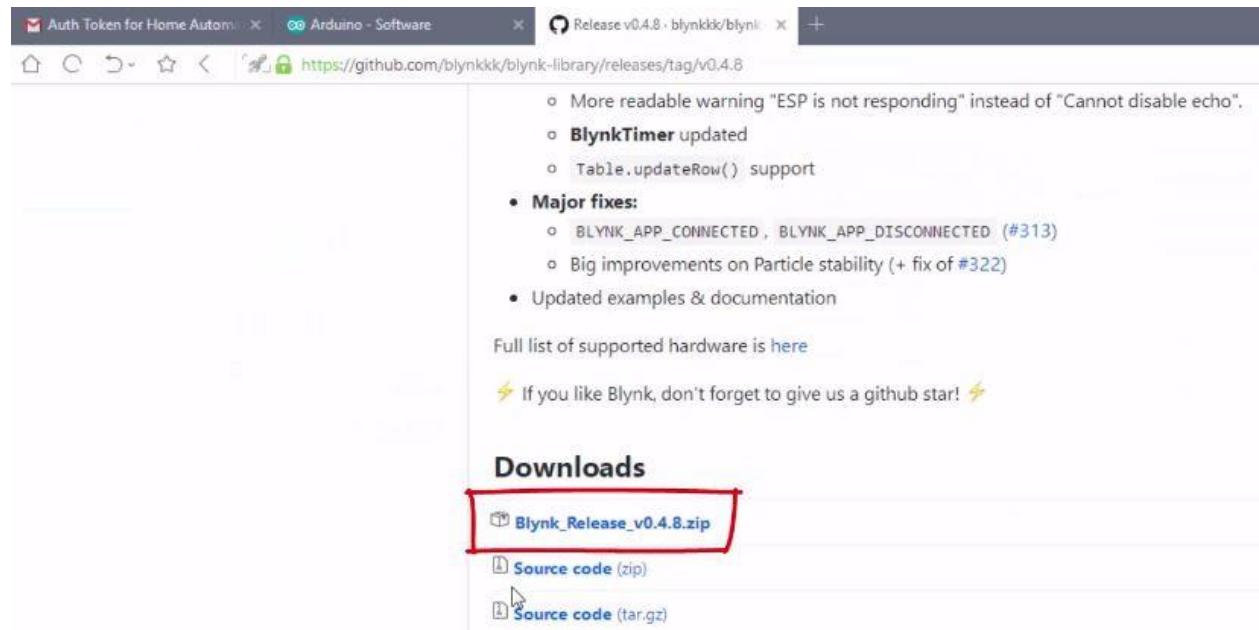 Auth Token for Home Autom
Arduino - Software
Release v0.4.8 · blynkkk/blynk
https://github.com/blynkkk/blynk-library/releases/tag/v0.4.8
More readable warning "ESP is not responding" instead of "Cannot disable echo".
BlynkTimer updated
Table.updateRow() support
Major fixes:
BLYNK_APP_CONNECTED, BLYNK_APP_DISCONNECTED (#313)
Big improvements on Particle stability (+ fix of #322)
Updated examples & documentation
Full list of supported hardware is here
⚡ If you like Blynk, don't forget to give us a github star! ⚡
Downloads
Blynk_Release_v0.4.8.zip
Source code (zip)
Source code (tar.gz)